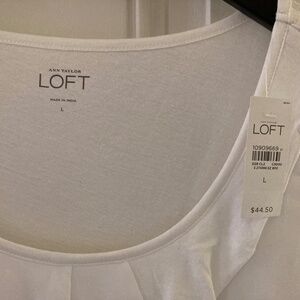 ANN TAYLOR
LOFT
MADE IN INDIA
L
LOFT
10909669
L
$44.50